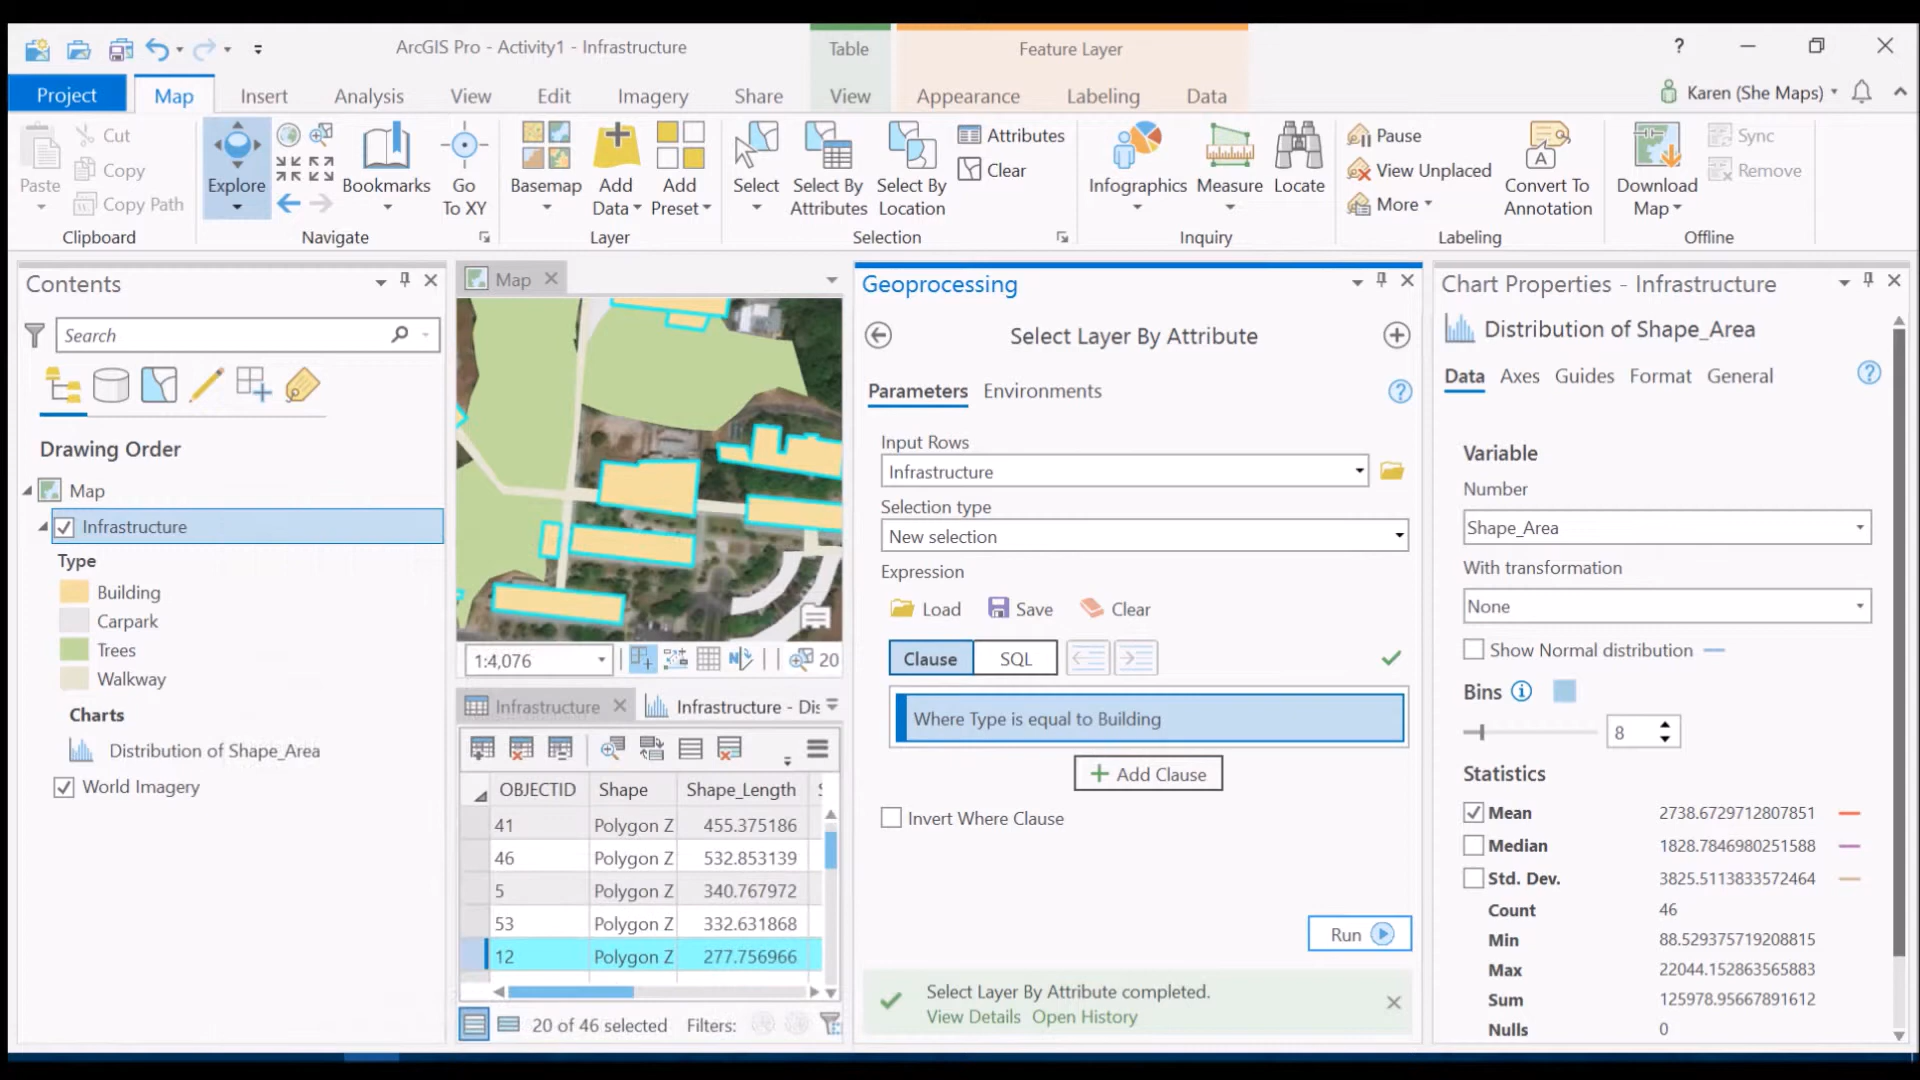 ArcGIS Pro - Activity1 - Infrastructure
Table
Feature Layer
?
Project
Map
Insert
Analysis
View
Edit
Imagery
Share
View
Appearance
Labeling
Data
Karen (She Maps)
Paste
Cut
Copy
Copy Path
Clipboard
Explore
Bookmarks
Go
To XY
Navigate
Basemap
Add
Data
Add
Preset
Layer
Select
Select By
Attributes
Select By
Location
Attributes
Clear
Selection
Infographics
Measure
Locate
Inquiry
Pause
View Unplaced
More
Convert To
Annotation
Labeling
Download
Map
Sync
Remove
Offline
Contents
Search
Drawing Order
Map
Infrastructure
Type
Building
Carpark
Trees
Walkway
Charts
Distribution of Shape_Area
World Imagery
Map
1:4,076
20
Infrastructure
Infrastructure - Dis
OBJECTID Shape Shape_Length S
41 Polygon Z 455.375186
46 Polygon Z 532.853139
5 Polygon Z 340.767972
53 Polygon Z 332.631868
12 Polygon Z 277.756966
20 of 46 selected Filters:
Geoprocessing
Select Layer By Attribute
Parameters Environments
Input Rows
Infrastructure
Selection type
New selection
Expression
Load Save Clear
Clause SQL
Where Type is equal to Building
Add Clause
Invert Where Clause
Run
Select Layer By Attribute completed.
View Details Open History
Chart Properties - Infrastructure
Distribution of Shape_Area
Data Axes Guides Format General
Variable
Number
Shape_Area
With transformation
None
Show Normal distribution
Bins
8
Statistics
Mean 2738.6729712807851
Median 1828.7846980251588
Std. Dev. 3825.5113833572464
Count 46
Min 88.529375719208815
Max 22044.152863565883
Sum 125978.95667891612
Nulls 0